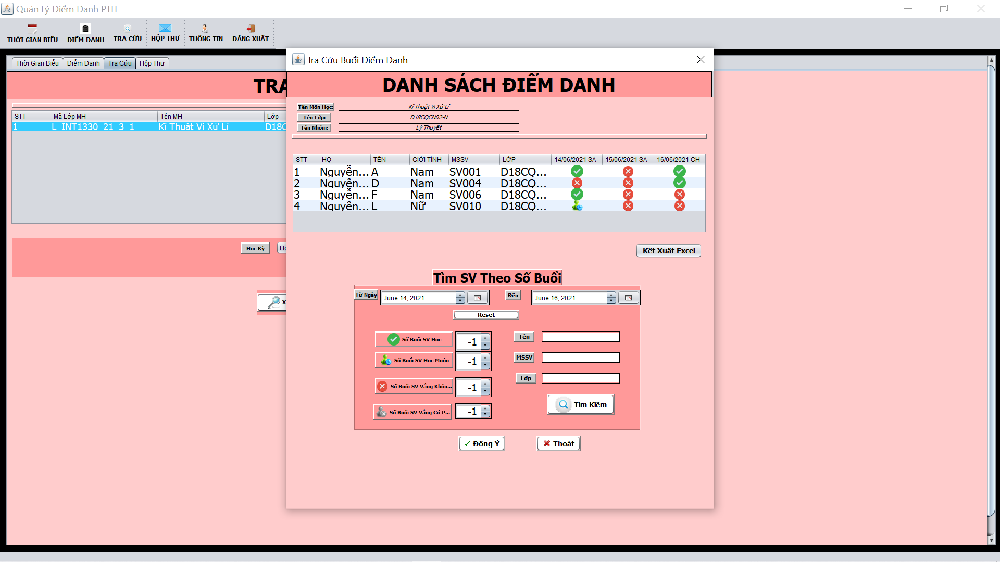 Quản Lý Điểm Danh PTIT
THỜI GIAN BIỂU
ĐIỂM DANH
TRA CỨU
HỘP THƯ
THÔNG TIN
ĐĂNG XUẤT
Thời Gian Biểu
Điểm Danh
Tra Cứu
Hộp Thư
TRA
STT Mã Lớp MH Tên MH Lớp
1 L_INT1330_21_3_1 Kĩ Thuật Vi Xử Lí D18C
Học Kỳ
Tra Cứu Buổi Điểm Danh
DANH SÁCH ĐIỂM DANH
Tên Môn Học: Kĩ Thuật Vi Xử Lí
Tên Lớp: D18CQCN02-N
Tên Nhóm: Lý Thuyết
STT HỌ TÊN GIỚI TÍNH MSSV LỚP 14/06/2021 SA 15/06/2021 SA 16/06/2021 CH
1 Nguyễn... A Nam SV001 D18CQ...
2 Nguyễn... D Nam SV004 D18CQ...
3 Nguyễn... F Nam SV006 D18CQ...
4 Nguyễn... L Nữ SV010 D18CQ...
Kết Xuất Excel
Tìm SV Theo Số Buổi
Từ Ngày June 14, 2021 Đến June 16, 2021
Reset
Số Buổi SV Học -1 Tên
Số Buổi SV Học Muộn -1 MSSV
Số Buổi SV Vắng Khôn... -1 Lớp
Số Buổi SV Vắng Có P... -1 Tìm Kiếm
Đồng Ý Thoát